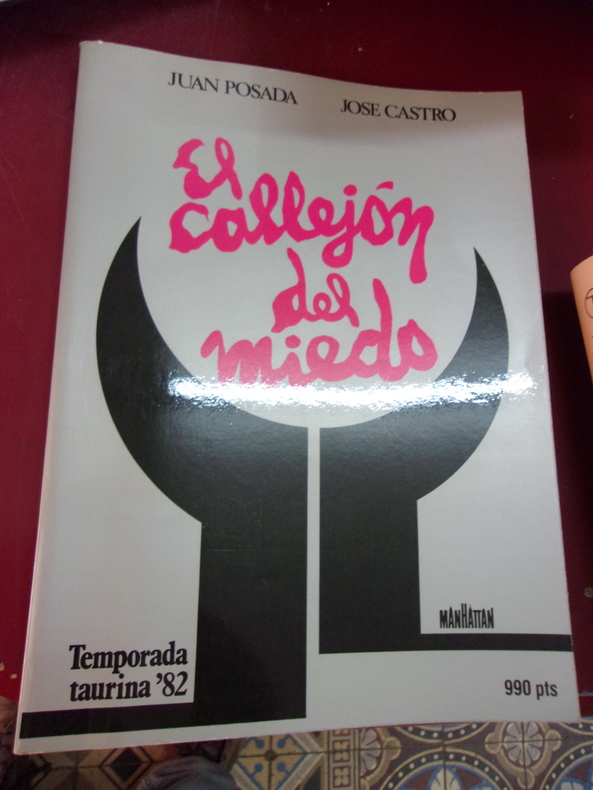 JUAN POSADA
JOSE CASTRO
El
callejón
del
miedo
MANHATTAN
Temporada
taurina '82
990 pts